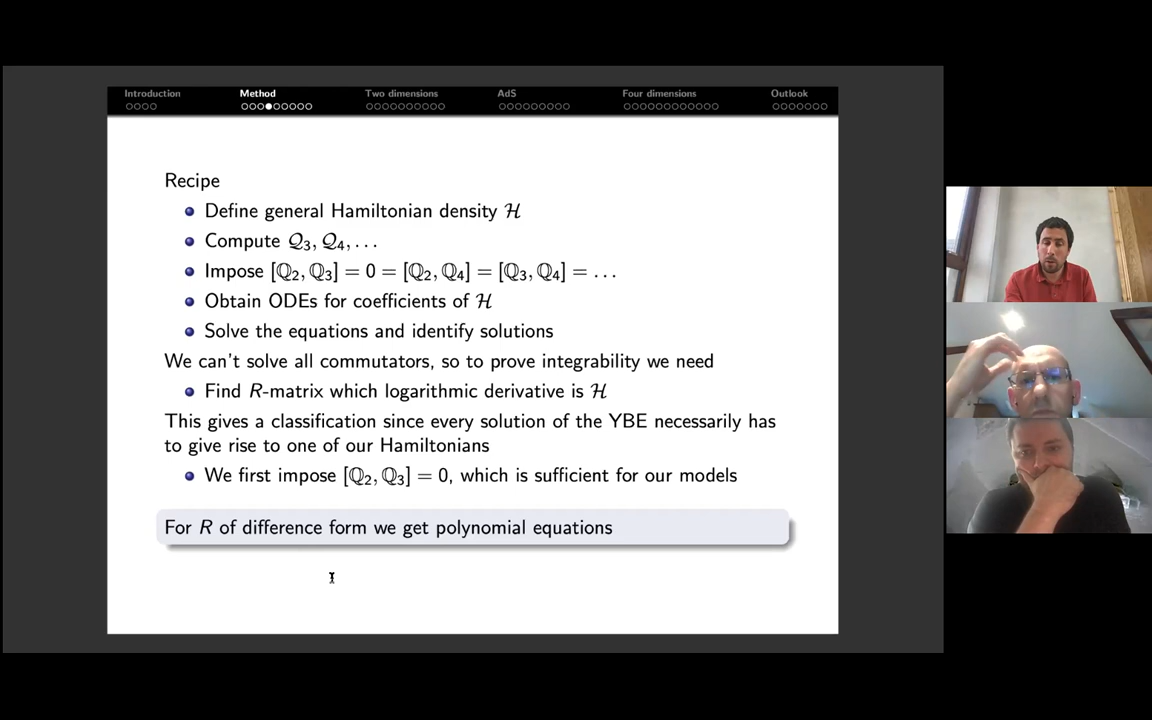 Introduction Method Two dimensions AdS Four dimensions Outlook
Recipe
Define general Hamiltonian density ℋ
Compute 𝒬₃, 𝒬₄, . . .
Impose [ℚ₂, ℚ₃] = 0 = [ℚ₂, ℚ₄] = [ℚ₃, ℚ₄] = . . .
Obtain ODEs for coefficients of ℋ
Solve the equations and identify solutions
We can't solve all commutators, so to prove integrability we need
Find R-matrix which logarithmic derivative is ℋ
This gives a classification since every solution of the YBE necessarily has
to give rise to one of our Hamiltonians
We first impose [ℚ₂, ℚ₃] = 0, which is sufficient for our models
For R of difference form we get polynomial equations